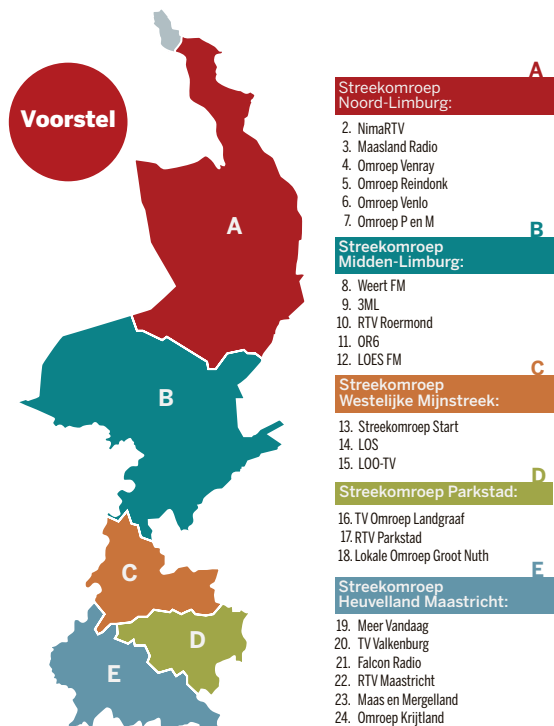 Voorstel
A
B
C
D
E
A
Streekomroep
Noord-Limburg:
2. NimaRTV
3. Maasland Radio
4. Omroep Venray
5. Omroep Reindonk
6. Omroep Venlo
7. Omroep P en M
B
Streekomroep
Midden-Limburg:
8. Weert FM
9. 3ML
10. RTV Roermond
11. OR6
12. LOES FM
C
Streekomroep
Westelijke Mijnstreek:
13. Streekomroep Start
14. LOS
15. LOO-TV
D
Streekomroep Parkstad:
16. TV Omroep Landgraaf
17. RTV Parkstad
18. Lokale Omroep Groot Nuth
E
Streekomroep
Heuvelland Maastricht:
19. Meer Vandaag
20. TV Valkenburg
21. Falcon Radio
22. RTV Maastricht
23. Maas en Mergelland
24. Omroep Krijtland